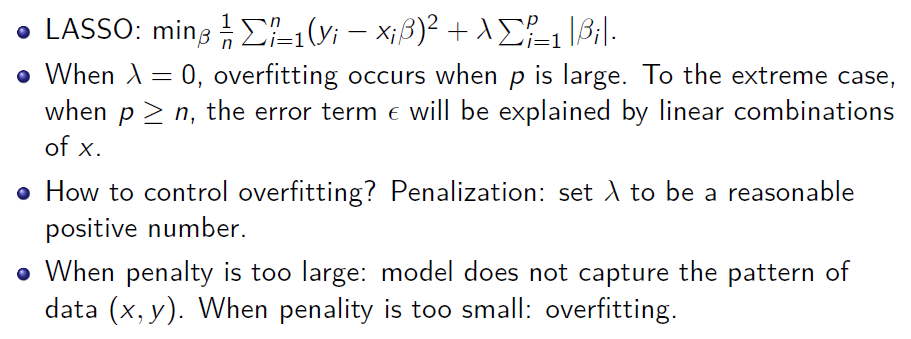 • LASSO: min_β 1/n ∑_{i=1}^{n}(y_i − x_iβ)² + λ∑_{i=1}^{p} |β_i|.
• When λ = 0, overfitting occurs when p is large. To the extreme case,
when p ≥ n, the error term ϵ will be explained by linear combinations
of x.
• How to control overfitting? Penalization: set λ to be a reasonable
positive number.
• When penalty is too large: model does not capture the pattern of
data (x, y). When penality is too small: overfitting.